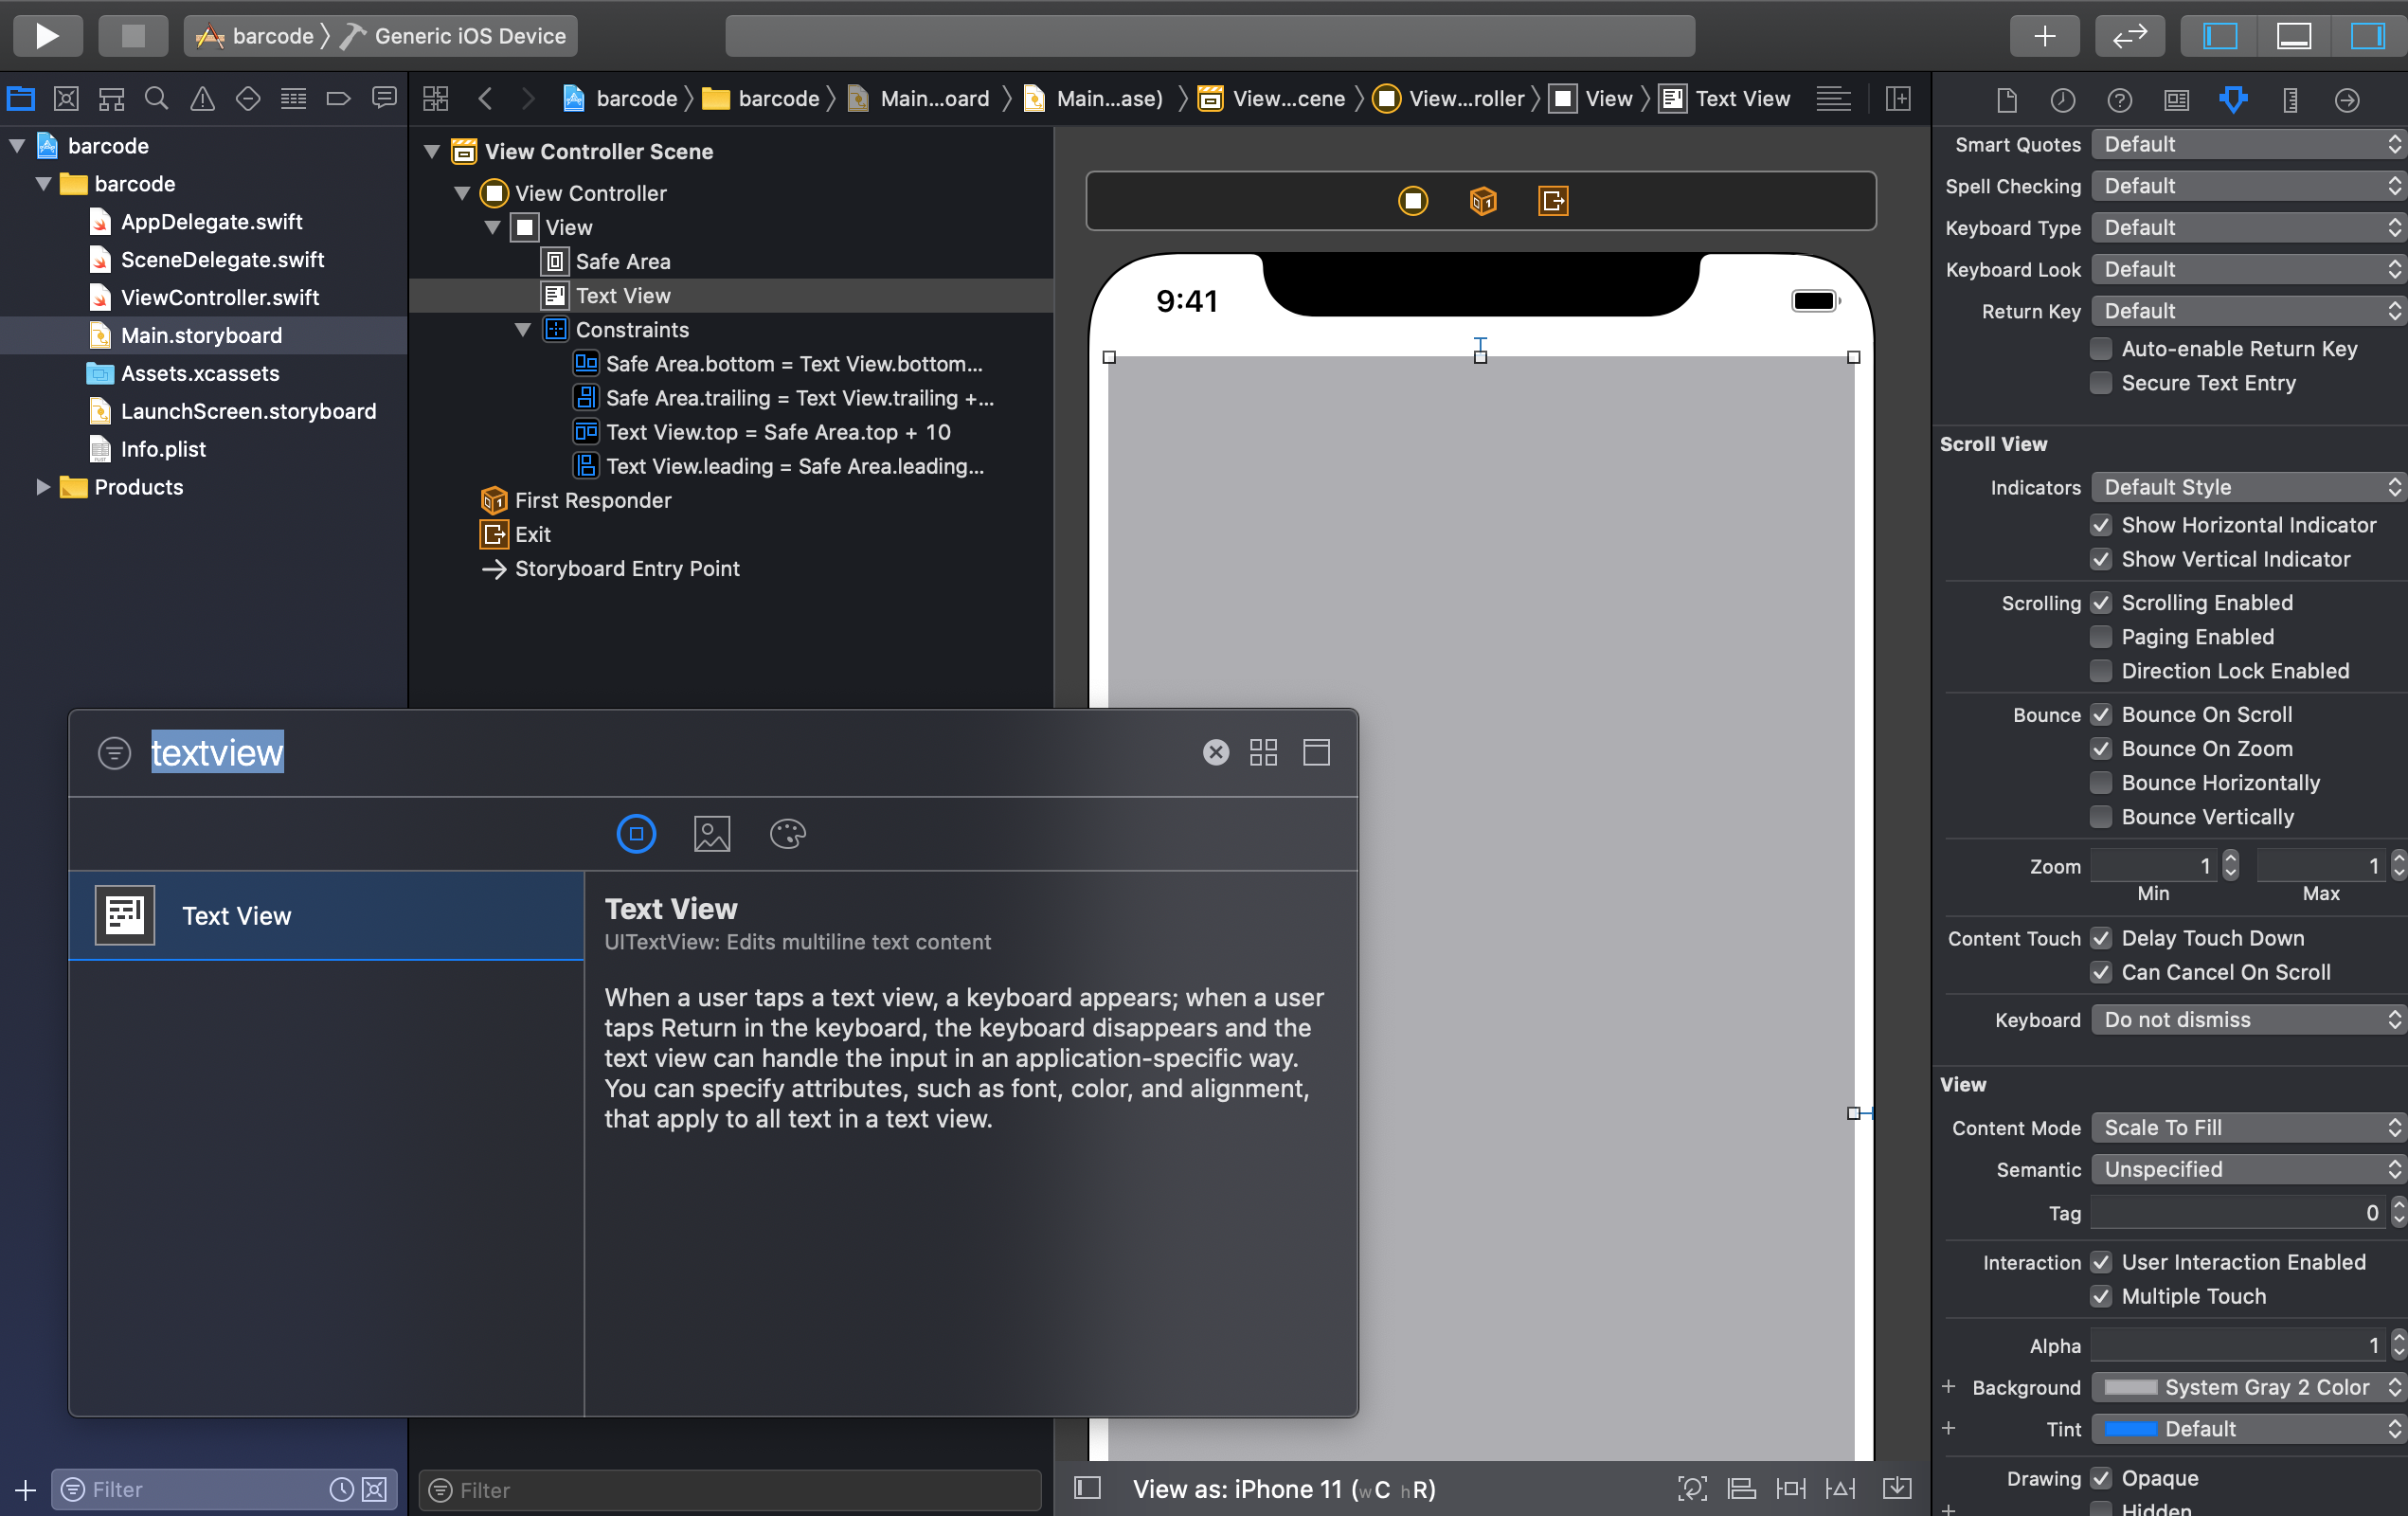 barcode 〉 Generic iOS Device
barcode 〉 barcode 〉 Main...oard 〉 Main...ase) 〉 View...cene 〉 View...roller 〉 View 〉 Text View
barcode
barcode
AppDelegate.swift
SceneDelegate.swift
ViewController.swift
Main.storyboard
Assets.xcassets
LaunchScreen.storyboard
Info.plist
Products
View Controller Scene
View Controller
View
Safe Area
Text View
Constraints
Safe Area.bottom = Text View.bottom...
Safe Area.trailing = Text View.trailing +...
Text View.top = Safe Area.top + 10
Text View.leading = Safe Area.leading...
First Responder
Exit
Storyboard Entry Point
9:41
textview
Text View
Text View
UITextView: Edits multiline text content
When a user taps a text view, a keyboard appears; when a user
taps Return in the keyboard, the keyboard disappears and the
text view can handle the input in an application-specific way.
You can specify attributes, such as font, color, and alignment,
that apply to all text in a text view.
Filter
Filter
View as: iPhone 11 (wC hR)
Smart Quotes Default
Spell Checking Default
Keyboard Type Default
Keyboard Look Default
Return Key Default
Auto-enable Return Key
Secure Text Entry
Scroll View
Indicators Default Style
Show Horizontal Indicator
Show Vertical Indicator
Scrolling Scrolling Enabled
Paging Enabled
Direction Lock Enabled
Bounce Bounce On Scroll
Bounce On Zoom
Bounce Horizontally
Bounce Vertically
Zoom 1 1
Min Max
Content Touch Delay Touch Down
Can Cancel On Scroll
Keyboard Do not dismiss
View
Content Mode Scale To Fill
Semantic Unspecified
Tag 0
Interaction User Interaction Enabled
Multiple Touch
Alpha 1
Background System Gray 2 Color
Tint Default
Drawing Opaque
Hidden